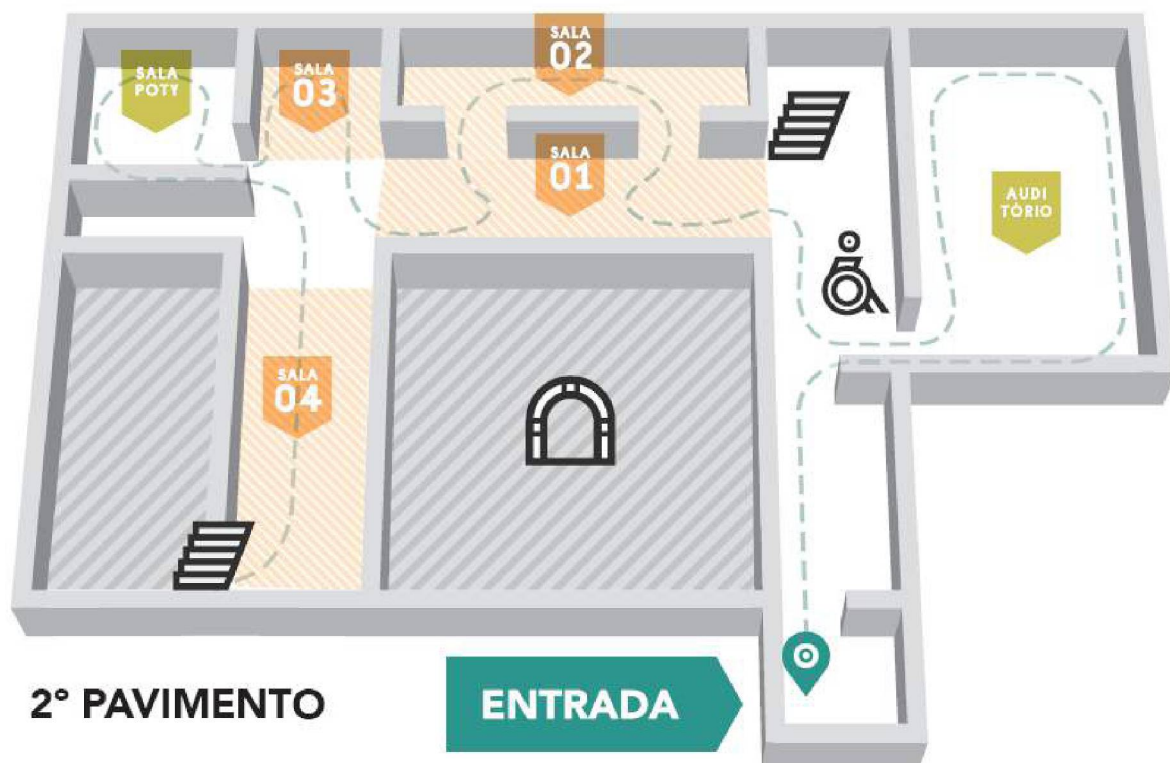 SALA
POTY
SALA
03
SALA
02
SALA
01
AUDI
TÓRIO
SALA
04
2° PAVIMENTO
ENTRADA